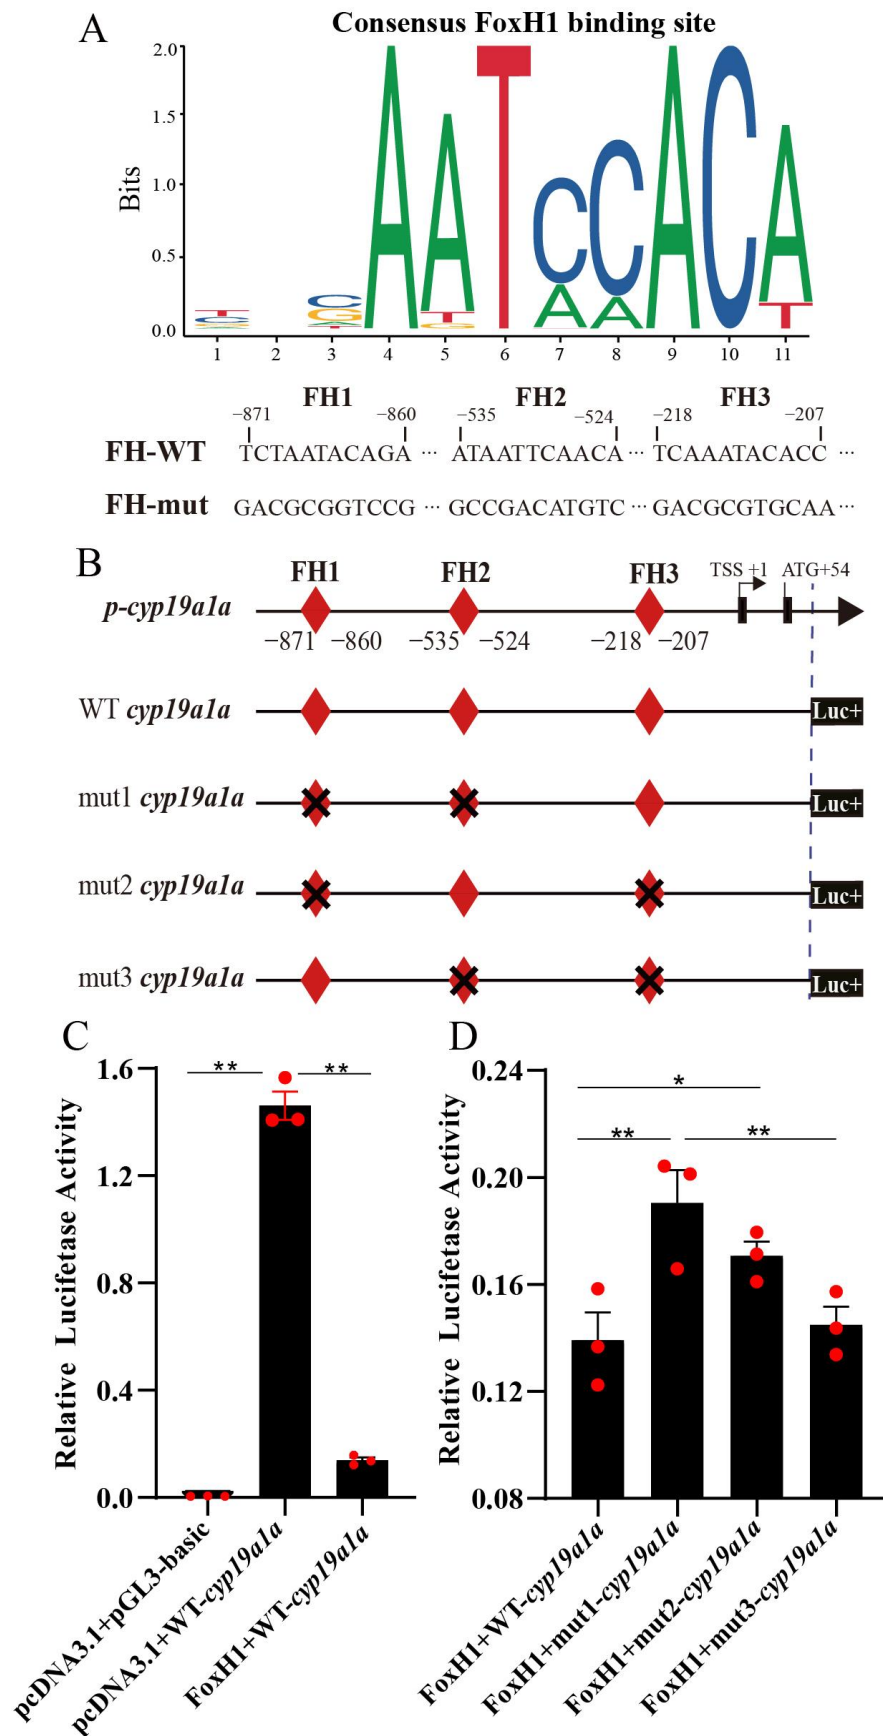 A
Consensus FoxH1 binding site
2.0
1.5
1.0
0.5
0.0
Bits
1 2 3 4 5 6 7 8 9 10 11
T C G A
C G A T
A
A T G
T
C A
C A
A
C
A T
FH1 FH2 FH3
−871 −860 −535 −524 −218 −207
FH-WT TCTAATACAGA ··· ATAATTCAACA ··· TCAAATACACC ···
FH-mut GACGCGGTCCG ··· GCCGACATGTC ··· GACGCGTGCAA ···
B
FH1 FH2 FH3 TSS +1 ATG+54
p-cyp19a1a
−871 −860 −535 −524 −218 −207
WT cyp19a1a Luc+
mut1 cyp19a1a Luc+
mut2 cyp19a1a Luc+
mut3 cyp19a1a Luc+
C
Relative Lucifetase Activity
1.6
1.2
0.8
0.4
0.0
** **
pcDNA3.1+pGL3-basic
pcDNA3.1+WT-cyp19a1a
FoxH1+WT-cyp19a1a
D
Relative Lucifetase Activity
0.24
0.20
0.16
0.12
0.08
*
** **
FoxH1+WT-cyp19a1a
FoxH1+mut1-cyp19a1a
FoxH1+mut2-cyp19a1a
FoxH1+mut3-cyp19a1a